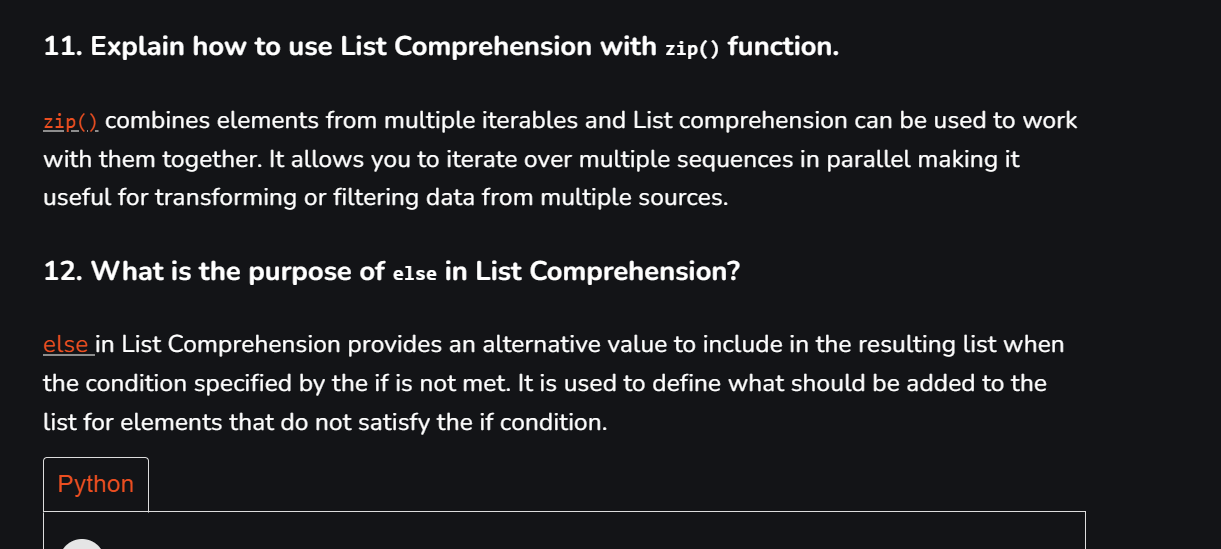 11. Explain how to use List Comprehension with zip() function.
zip() combines elements from multiple iterables and List comprehension can be used to work
with them together. It allows you to iterate over multiple sequences in parallel making it
useful for transforming or filtering data from multiple sources.
12. What is the purpose of else in List Comprehension?
else in List Comprehension provides an alternative value to include in the resulting list when
the condition specified by the if is not met. It is used to define what should be added to the
list for elements that do not satisfy the if condition.
Python